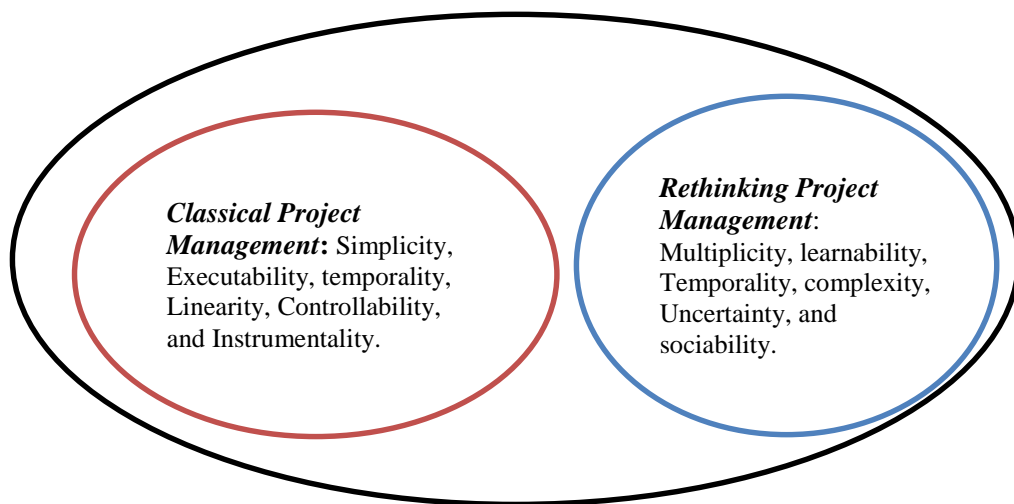 Classical Project
Management: Simplicity,
Executability, temporality,
Linearity, Controllability,
and Instrumentality.
Rethinking Project
Management:
Multiplicity, learnability,
Temporality, complexity,
Uncertainty, and
sociability.